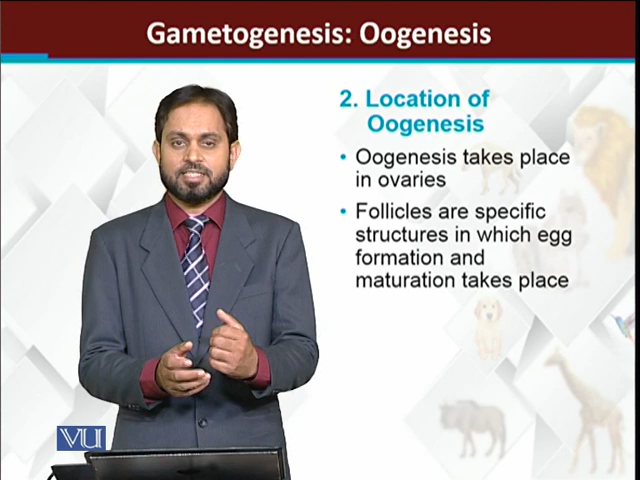 Gametogenesis: Oogenesis
2. Location of
Oogenesis
• Oogenesis takes place
in ovaries
• Follicles are specific
structures in which egg
formation and
maturation takes place
VU